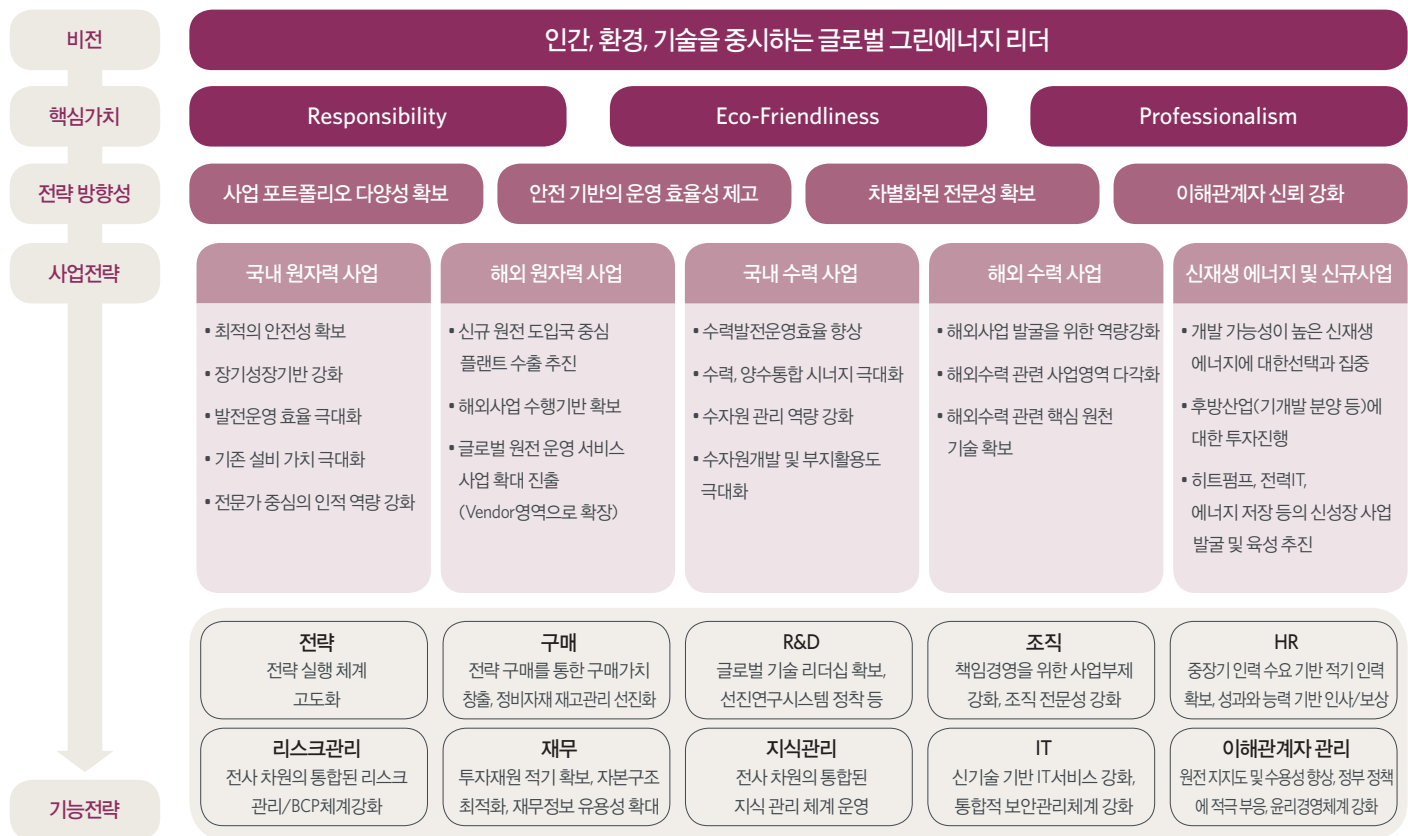 비전
인간, 환경, 기술을 중시하는 글로벌 그린에너지 리더
핵심가치
Responsibility
Eco-Friendliness
Professionalism
전략 방향성
사업 포트폴리오 다양성 확보
안전 기반의 운영 효율성 제고
차별화된 전문성 확보
이해관계자 신뢰 강화
사업전략
국내 원자력 사업
• 최적의 안전성 확보
• 장기성장기반 강화
• 발전운영 효율 극대화
• 기존 설비 가치 극대화
• 전문가 중심의 인적 역량 강화
해외 원자력 사업
• 신규 원전 도입국 중심
플랜트 수출 추진
• 해외사업 수행기반 확보
• 글로벌 원전 운영 서비스
사업 확대 진출
(Vendor영역으로 확장)
국내 수력 사업
• 수력발전운영효율 향상
• 수력, 양수통합 시너지 극대화
• 수자원 관리 역량 강화
• 수자원개발 및 부지활용도
극대화
해외 수력 사업
• 해외사업 발굴을 위한 역량강화
• 해외수력 관련 사업영역 다각화
• 해외수력 관련 핵심 원천
기술 확보
신재생 에너지 및 신규사업
• 개발 가능성이 높은 신재생
에너지에 대한선택과 집중
• 후방산업(기개발 분양 등)에
대한 투자진행
• 히트펌프, 전력IT,
에너지 저장 등의 신성장 사업
발굴 및 육성 추진
기능전략
전략
전략 실행 체계
고도화
구매
전략 구매를 통한 구매가치
창출, 정비자재 재고관리 선진화
R&D
글로벌 기술 리더십 확보,
선진연구시스템 정착 등
조직
책임경영을 위한 사업부제
강화, 조직 전문성 강화
HR
중장기 인력 수요 기반 적기 인력
확보, 성과와 능력 기반 인사/보상
리스크관리
전사 차원의 통합된 리스크
관리/BCP체계강화
재무
투자재원 적기 확보, 자본구조
최적화, 재무정보 유용성 확대
지식관리
전사 차원의 통합된
지식 관리 체계 운영
IT
신기술 기반 IT서비스 강화,
통합적 보안관리체계 강화
이해관계자 관리
원전 지지도 및 수용성 향상, 정부 정책
에 적극 부응, 윤리경영체계 강화